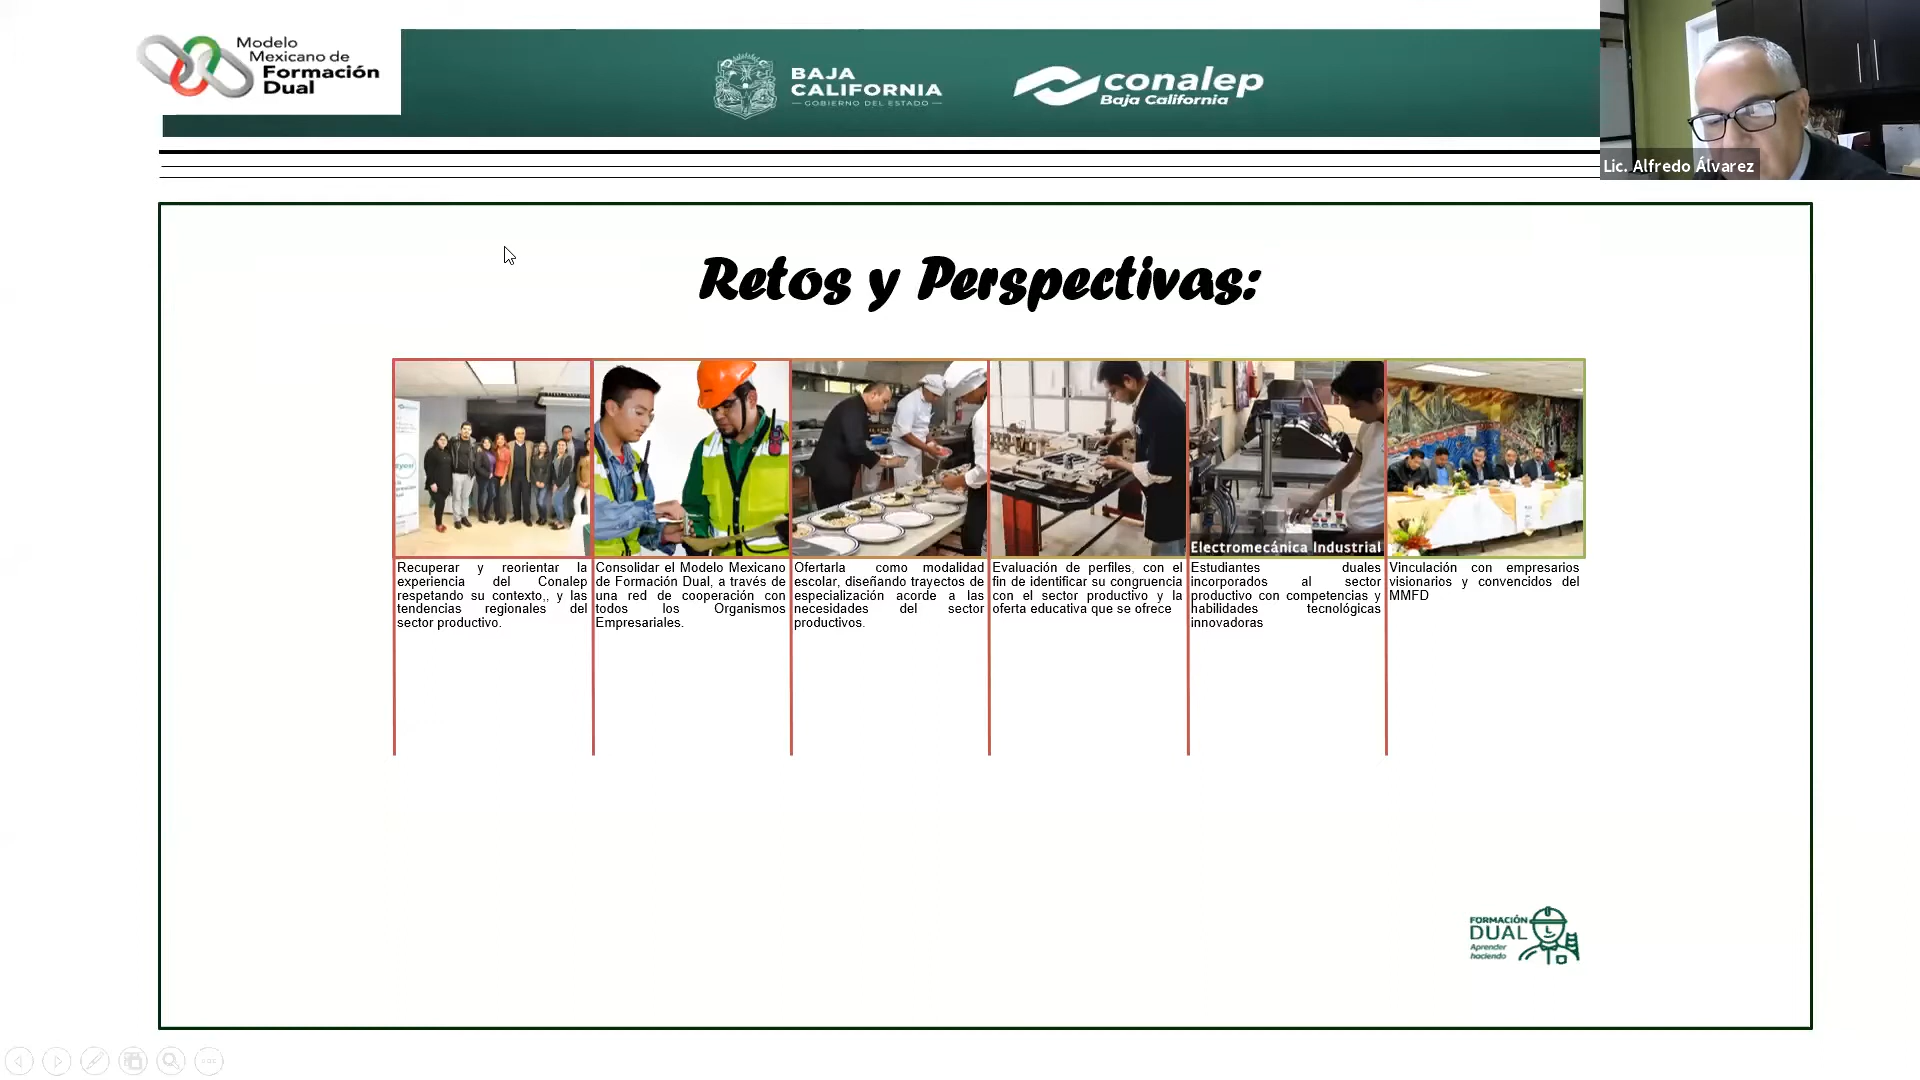 Modelo
Mexicano de
Formación
Dual
BAJA
CALIFORNIA
GOBIERNO DEL ESTADO
conalep
Baja California
Lic. Alfredo Álvarez
Retos y Perspectivas:
Recuperar y reorientar la
experiencia del Conalep
respetando su contexto,, y las
tendencias regionales del
sector productivo.
Consolidar el Modelo Mexicano
de Formación Dual, a través de
una red de cooperación con
todos los Organismos
Empresariales.
Ofertarla como modalidad
escolar, diseñando trayectos de
especialización acorde a las
necesidades del sector
productivos.
Evaluación de perfiles, con el
fin de identificar su congruencia
con el sector productivo y la
oferta educativa que se ofrece
Electromecánica Industrial
Estudiantes duales
incorporados al sector
productivo con competencias y
habilidades tecnológicas
innovadoras
Vinculación con empresarios
visionarios y convencidos del
MMFD
FORMACIÓN
DUAL
Aprender
haciendo